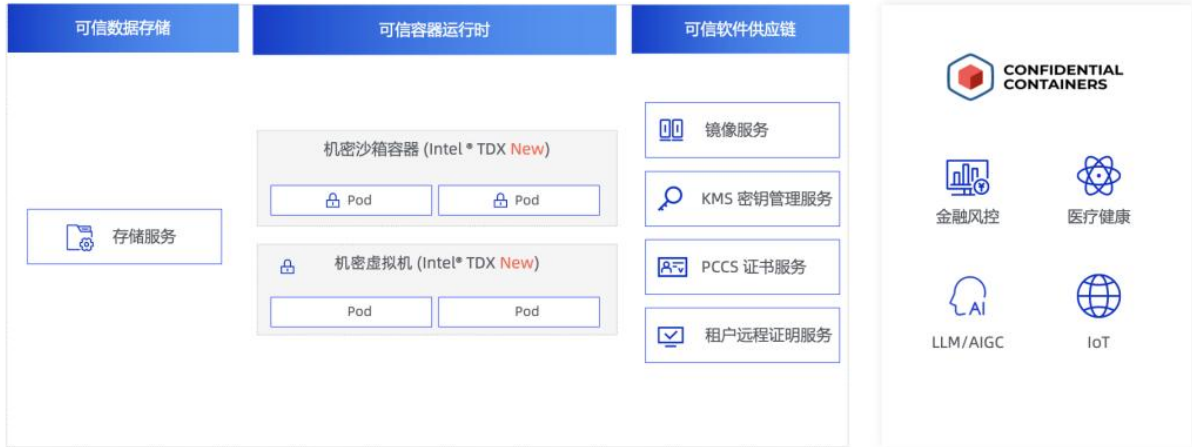 可信数据存储
可信容器运行时
可信软件供应链
存储服务
机密沙箱容器 (Intel ® TDX New)
Pod
Pod
机密虚拟机 (Intel® TDX New)
Pod
Pod
镜像服务
KMS 密钥管理服务
PCCS 证书服务
租户远程证明服务
CONFIDENTIAL
CONTAINERS
金融风控
医疗健康
AI
LLM/AIGC
IoT